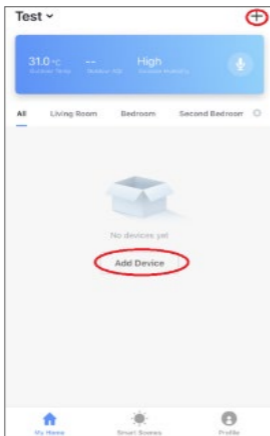 Test
31.0 °C -- High
Outdoor Temp Outdoor Humidity
All Living Room Bedroom Second Bedroom
No devices yet
Add Device
My Home Smart Scenes Profile